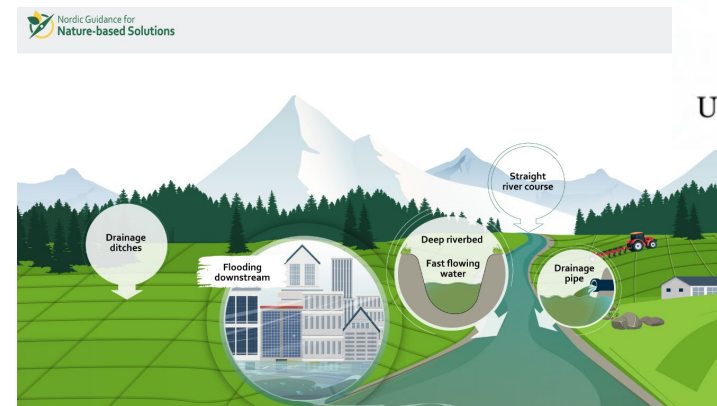 Nordic Guidance for
Nature-based Solutions
U
Straight
river course
Drainage
ditches
Deep riverbed
Fast flowing
water
Flooding
downstream
Drainage
pipe